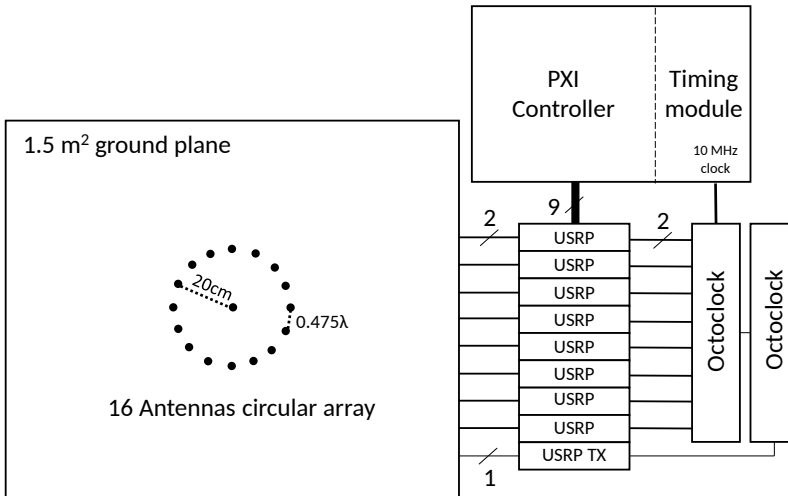 PXI
Controller
Timing
module
10 MHz
clock
1.5 m² ground plane
20cm
0.475λ
16 Antennas circular array
2
9
2
USRP
USRP
USRP
USRP
USRP
USRP
USRP
USRP
USRP TX
1
Octoclock
Octoclock